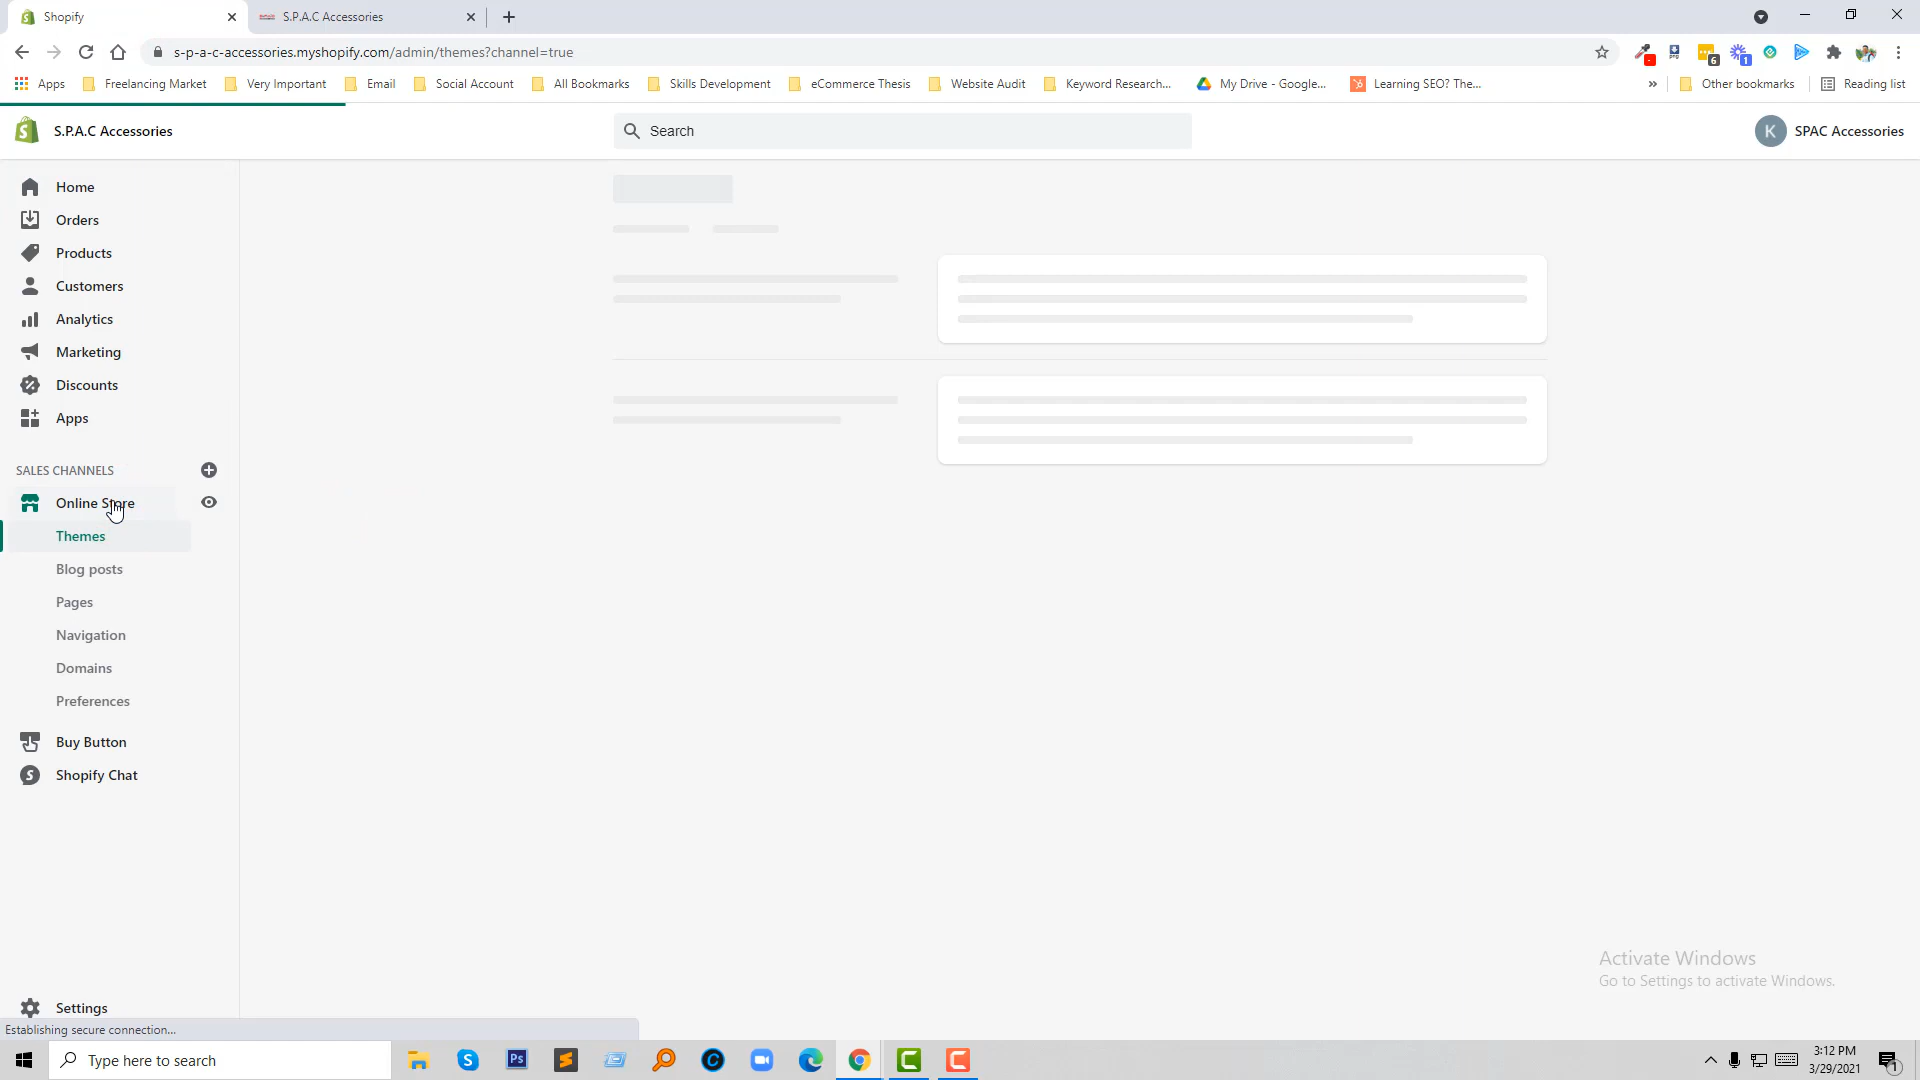 Shopify
S.P.A.C Accessories
s-p-a-c-accessories.myshopify.com/admin/themes?channel=true
6
1
Apps
Freelancing Market
Very Important
Email
Social Account
All Bookmarks
Skills Development
eCommerce Thesis
Website Audit
Keyword Research...
My Drive - Google...
Learning SEO? The...
»
Other bookmarks
Reading list
S.P.A.C Accessories
Search
K
SPAC Accessories
Home
Orders
Products
Customers
Analytics
Marketing
Discounts
Apps
SALES CHANNELS
Online Store
Themes
Blog posts
Pages
Navigation
Domains
Preferences
Buy Button
Shopify Chat
Activate Windows
Go to Settings to activate Windows.
Settings
Establishing secure connection...
Type here to search
Ps
3:12 PM
3/29/2021
1